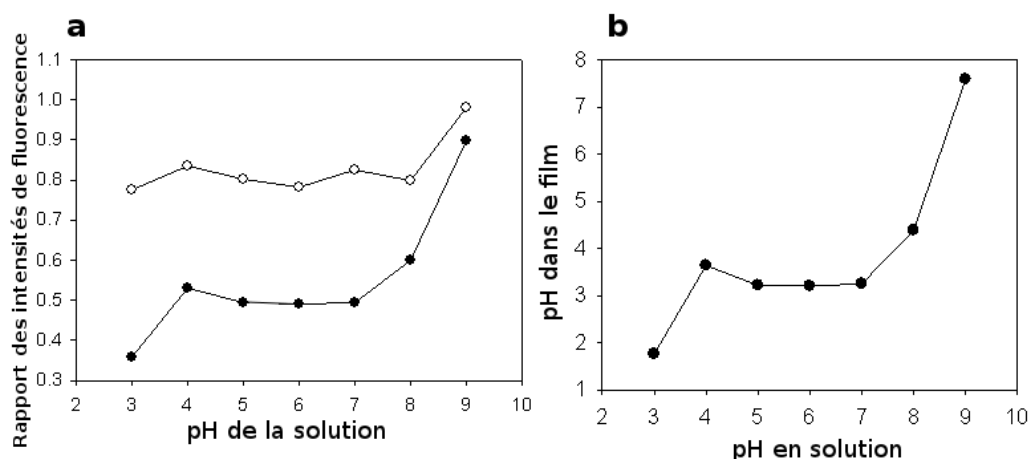 a
Rapport des intensités de fluorescence
1.1
1.0
0.9
0.8
0.7
0.6
0.5
0.4
0.3
2 3 4 5 6 7 8 9 10
pH de la solution
b
pH dans le film
8
7
6
5
4
3
2
1
2 3 4 5 6 7 8 9 10
pH en solution